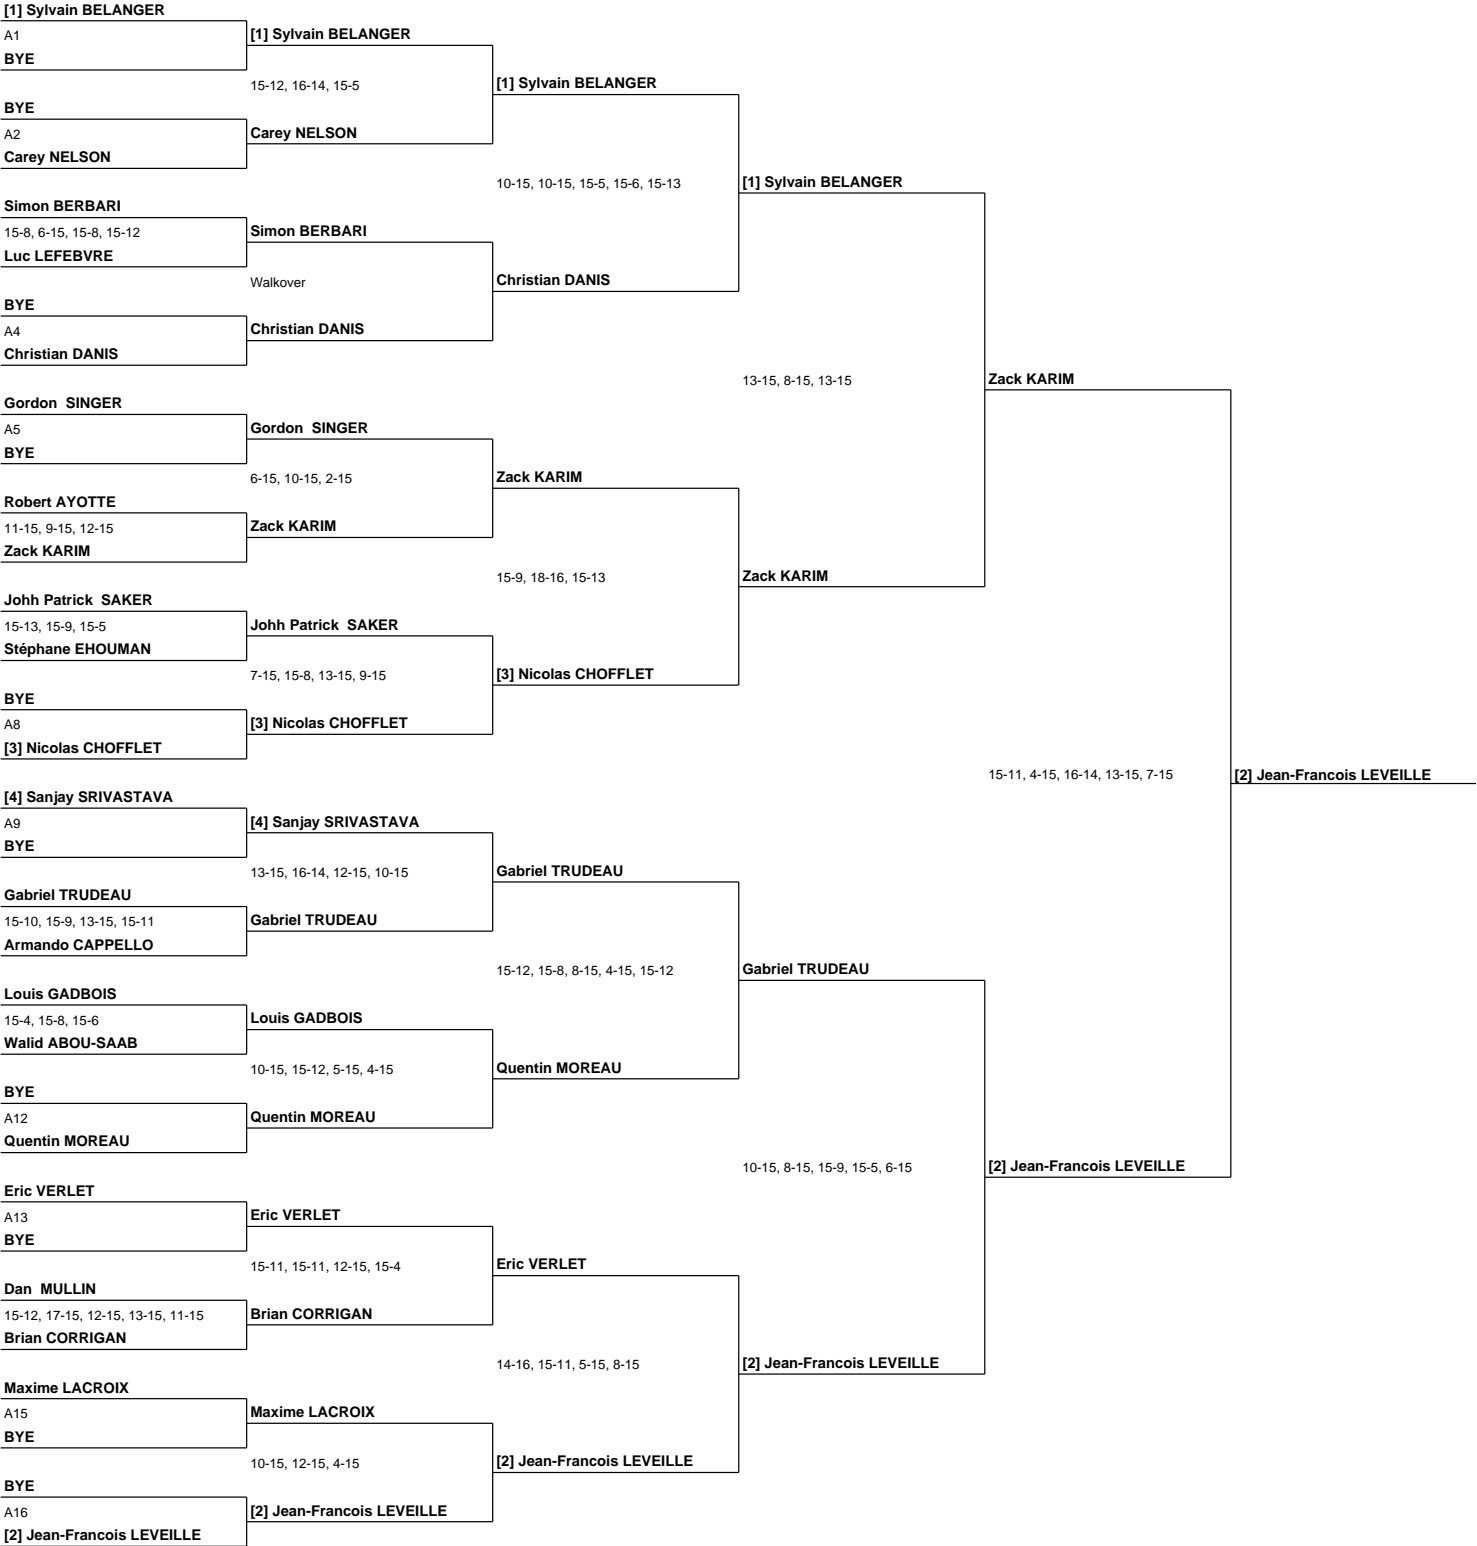 [1] Sylvain BELANGER
A1
BYE
BYE
A2
Carey NELSON
Simon BERBARI
15-8, 6-15, 15-8, 15-12
Luc LEFEBVRE
BYE
A4
Christian DANIS
Gordon  SINGER
A5
BYE
Robert AYOTTE
11-15, 9-15, 12-15
Zack KARIM
Johh Patrick  SAKER
15-13, 15-9, 15-5
Stéphane EHOUMAN
BYE
A8
[3] Nicolas CHOFFLET
[4] Sanjay SRIVASTAVA
A9
BYE
Gabriel TRUDEAU
15-10, 15-9, 13-15, 15-11
Armando CAPPELLO
Louis GADBOIS
15-4, 15-8, 15-6
Walid ABOU-SAAB
BYE
A12
Quentin MOREAU
Eric VERLET
A13
BYE
Dan  MULLIN
15-12, 17-15, 12-15, 13-15, 11-15
Brian CORRIGAN
Maxime LACROIX
A15
BYE
BYE
A16
[2] Jean-Francois LEVEILLE
[1] Sylvain BELANGER
15-12, 16-14, 15-5
Carey NELSON
Simon BERBARI
Walkover
Christian DANIS
Gordon  SINGER
6-15, 10-15, 2-15
Zack KARIM
Johh Patrick  SAKER
7-15, 15-8, 13-15, 9-15
[3] Nicolas CHOFFLET
[4] Sanjay SRIVASTAVA
13-15, 16-14, 12-15, 10-15
Gabriel TRUDEAU
Louis GADBOIS
10-15, 15-12, 5-15, 4-15
Quentin MOREAU
Eric VERLET
15-11, 15-11, 12-15, 15-4
Brian CORRIGAN
Maxime LACROIX
10-15, 12-15, 4-15
[2] Jean-Francois LEVEILLE
[1] Sylvain BELANGER
10-15, 10-15, 15-5, 15-6, 15-13
Christian DANIS
Zack KARIM
15-9, 18-16, 15-13
[3] Nicolas CHOFFLET
Gabriel TRUDEAU
15-12, 15-8, 8-15, 4-15, 15-12
Quentin MOREAU
Eric VERLET
14-16, 15-11, 5-15, 8-15
[2] Jean-Francois LEVEILLE
[1] Sylvain BELANGER
13-15, 8-15, 13-15
Zack KARIM
Gabriel TRUDEAU
10-15, 8-15, 15-9, 15-5, 6-15
[2] Jean-Francois LEVEILLE
Zack KARIM
15-11, 4-15, 16-14, 13-15, 7-15
[2] Jean-Francois LEVEILLE
[2] Jean-Francois LEVEILLE